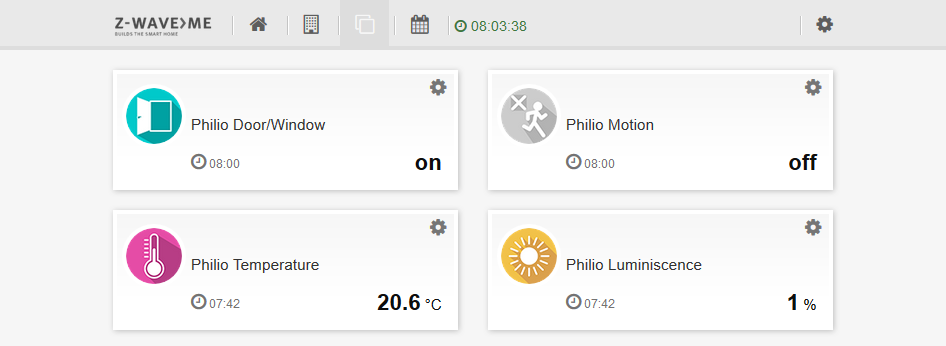 Z-WAVE>ME
BUILDS THE SMART HOME
08:03:38
Philio Door/Window
08:00
on
Philio Motion
08:00
off
Philio Temperature
07:42
20.6 °C
Philio Luminiscence
07:42
1 %